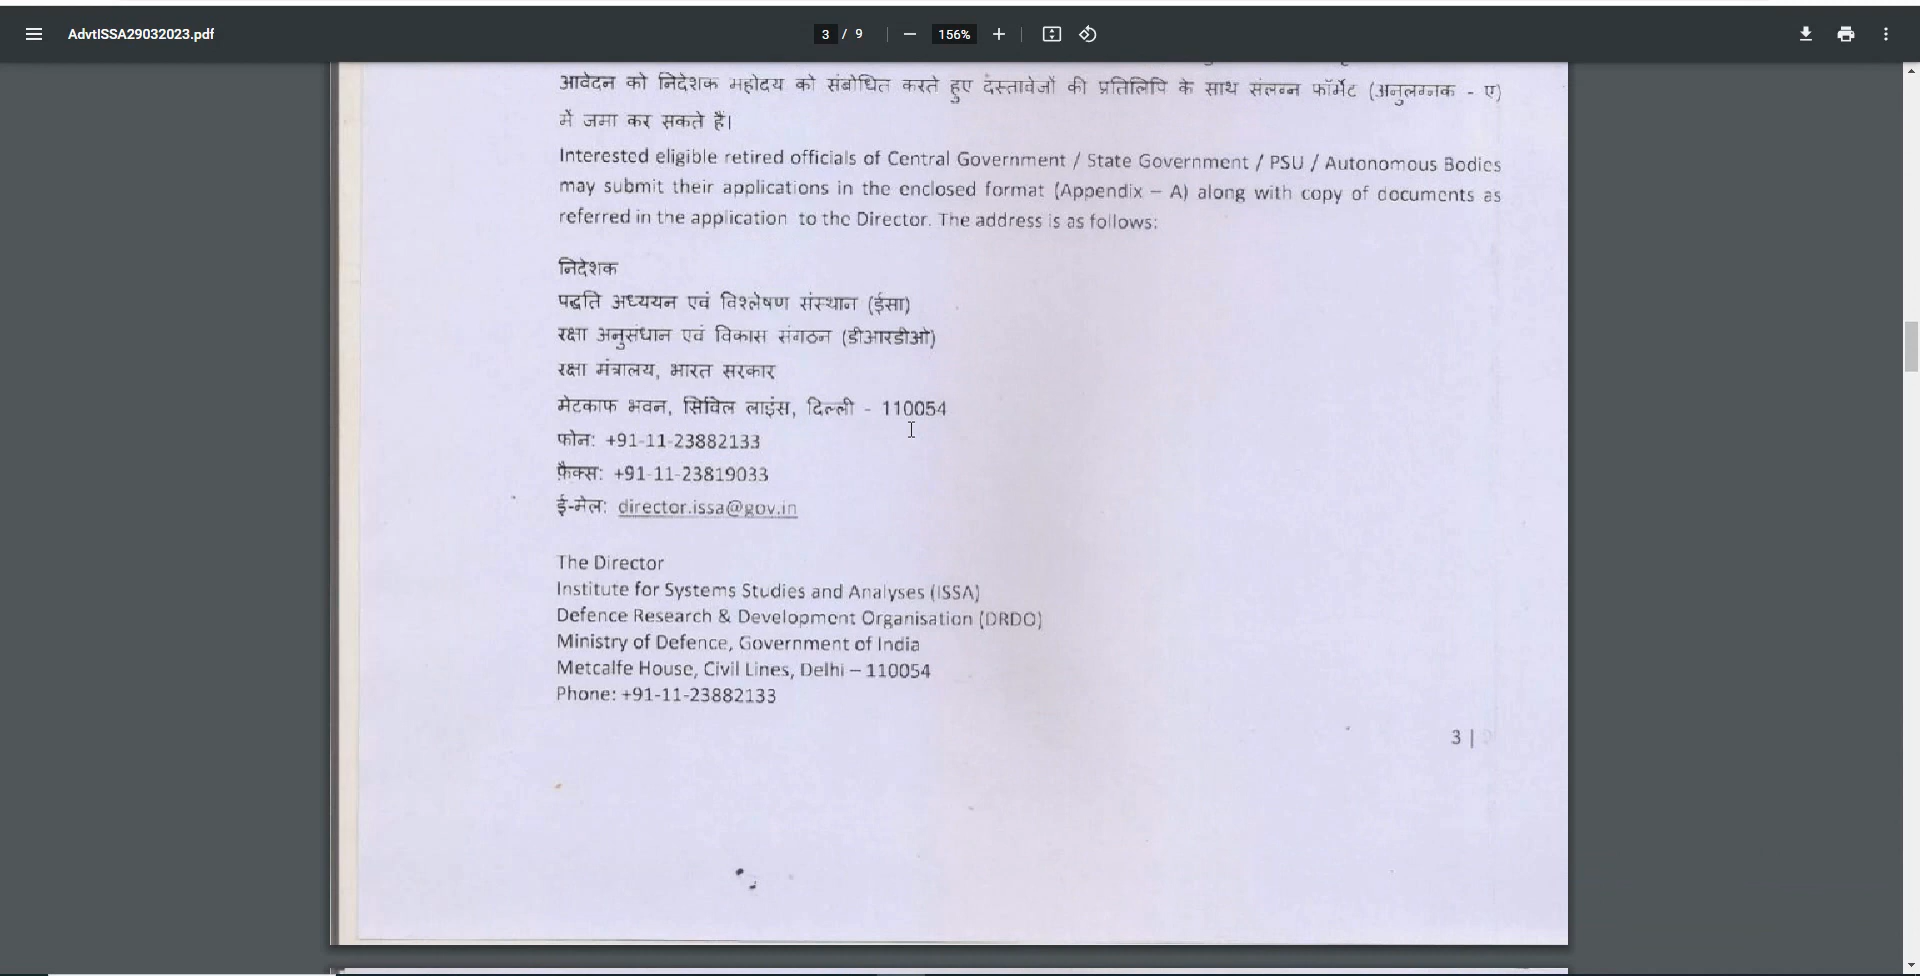 AdvtISSA29032023.pdf
3 / 9
156%
आवेदन को निदेशक महोदय को संबोधित करते हुए दस्तावेजों की प्रतिलिपि के साथ संलग्न फॉर्मेट (अनुलग्नक - ए)
में जमा कर सकते हैं।
Interested eligible retired officials of Central Government / State Government / PSU / Autonomous Bodies
may submit their applications in the enclosed format (Appendix – A) along with copy of documents as
referred in the application to the Director. The address is as follows:
निदेशक
पद्धति अध्ययन एवं विश्लेषण संस्थान (ईसा)
रक्षा अनुसंधान एवं विकास संगठन (डीआरडीओ)
रक्षा मंत्रालय, भारत सरकार
मेटकाफ भवन, सिविल लाइंस, दिल्ली - 110054
फोन: +91-11-23882133
फ़ैक्स: +91-11-23819033
ई-मेल: director.issa@gov.in
The Director
Institute for Systems Studies and Analyses (ISSA)
Defence Research & Development Organisation (DRDO)
Ministry of Defence, Government of India
Metcalfe House, Civil Lines, Delhi – 110054
Phone: +91-11-23882133
3 |